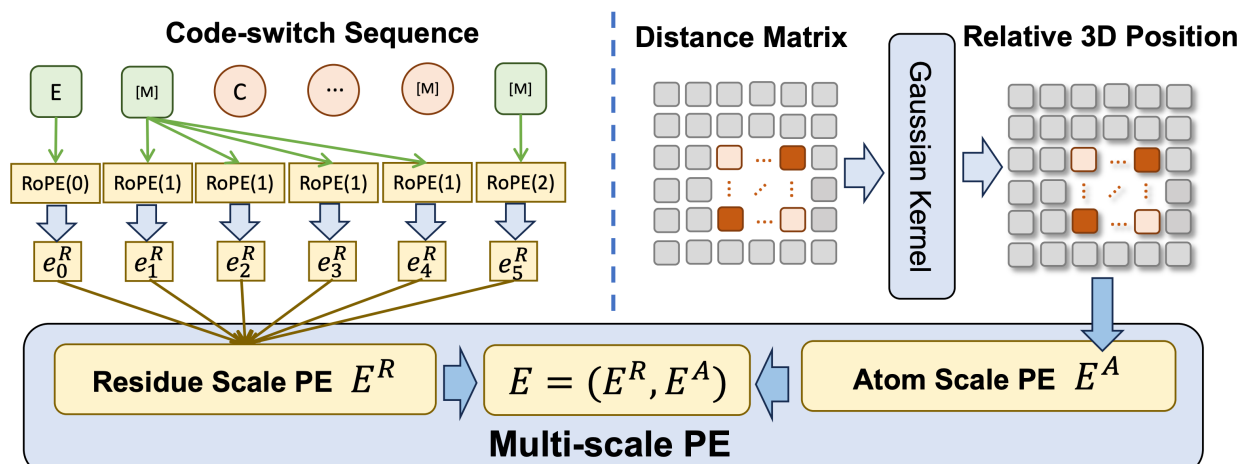 Code-switch Sequence
E [M] C ... [M] [M]
RoPE(0) RoPE(1) RoPE(1) RoPE(1) RoPE(1) RoPE(2)
e_0^R e_1^R e_2^R e_3^R e_4^R e_5^R
Distance Matrix
Gaussian Kernel
Relative 3D Position
Residue Scale PE E^R
E = (E^R, E^A)
Atom Scale PE E^A
Multi-scale PE